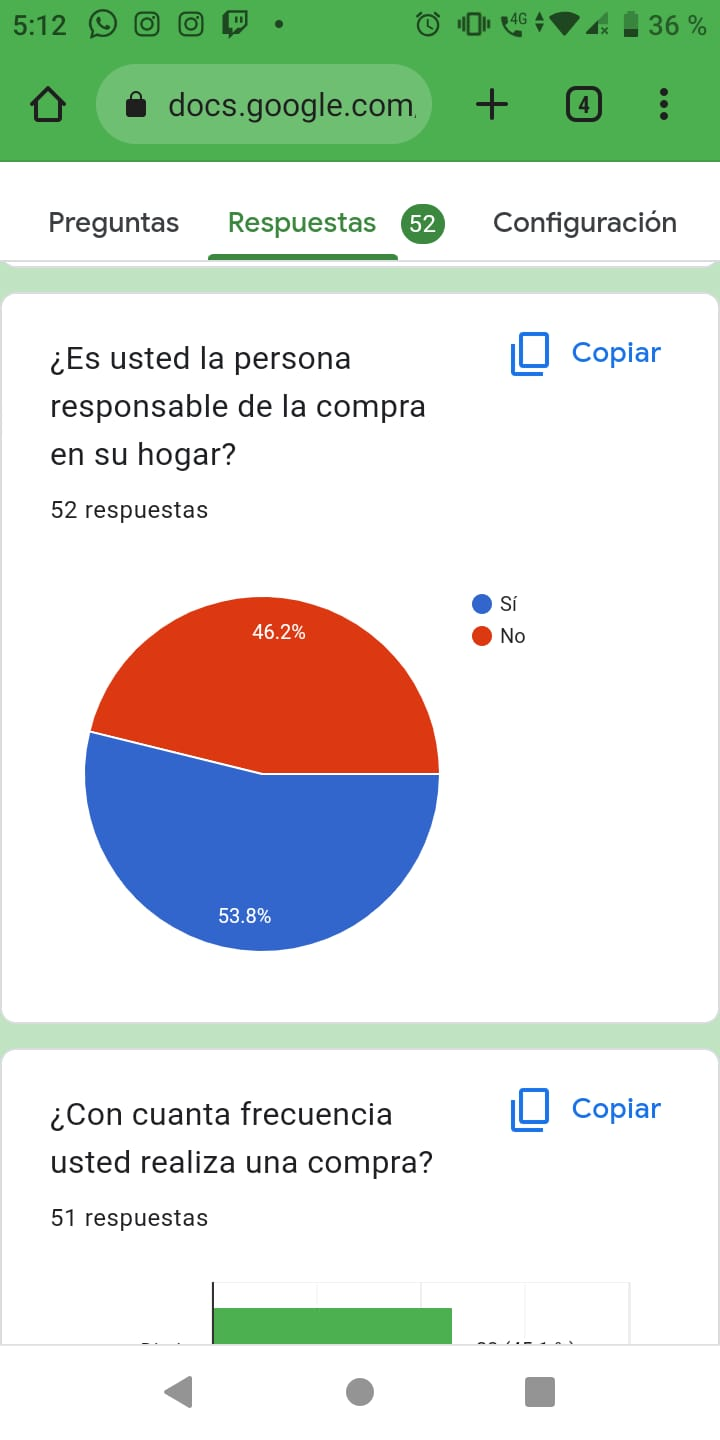 5:12
4G
36 %
docs.google.com
4
Preguntas
Respuestas
52
Configuración
¿Es usted la persona
responsable de la compra
en su hogar?
Copiar
52 respuestas
Sí
No
46.2%
53.8%
¿Con cuanta frecuencia
usted realiza una compra?
Copiar
51 respuestas